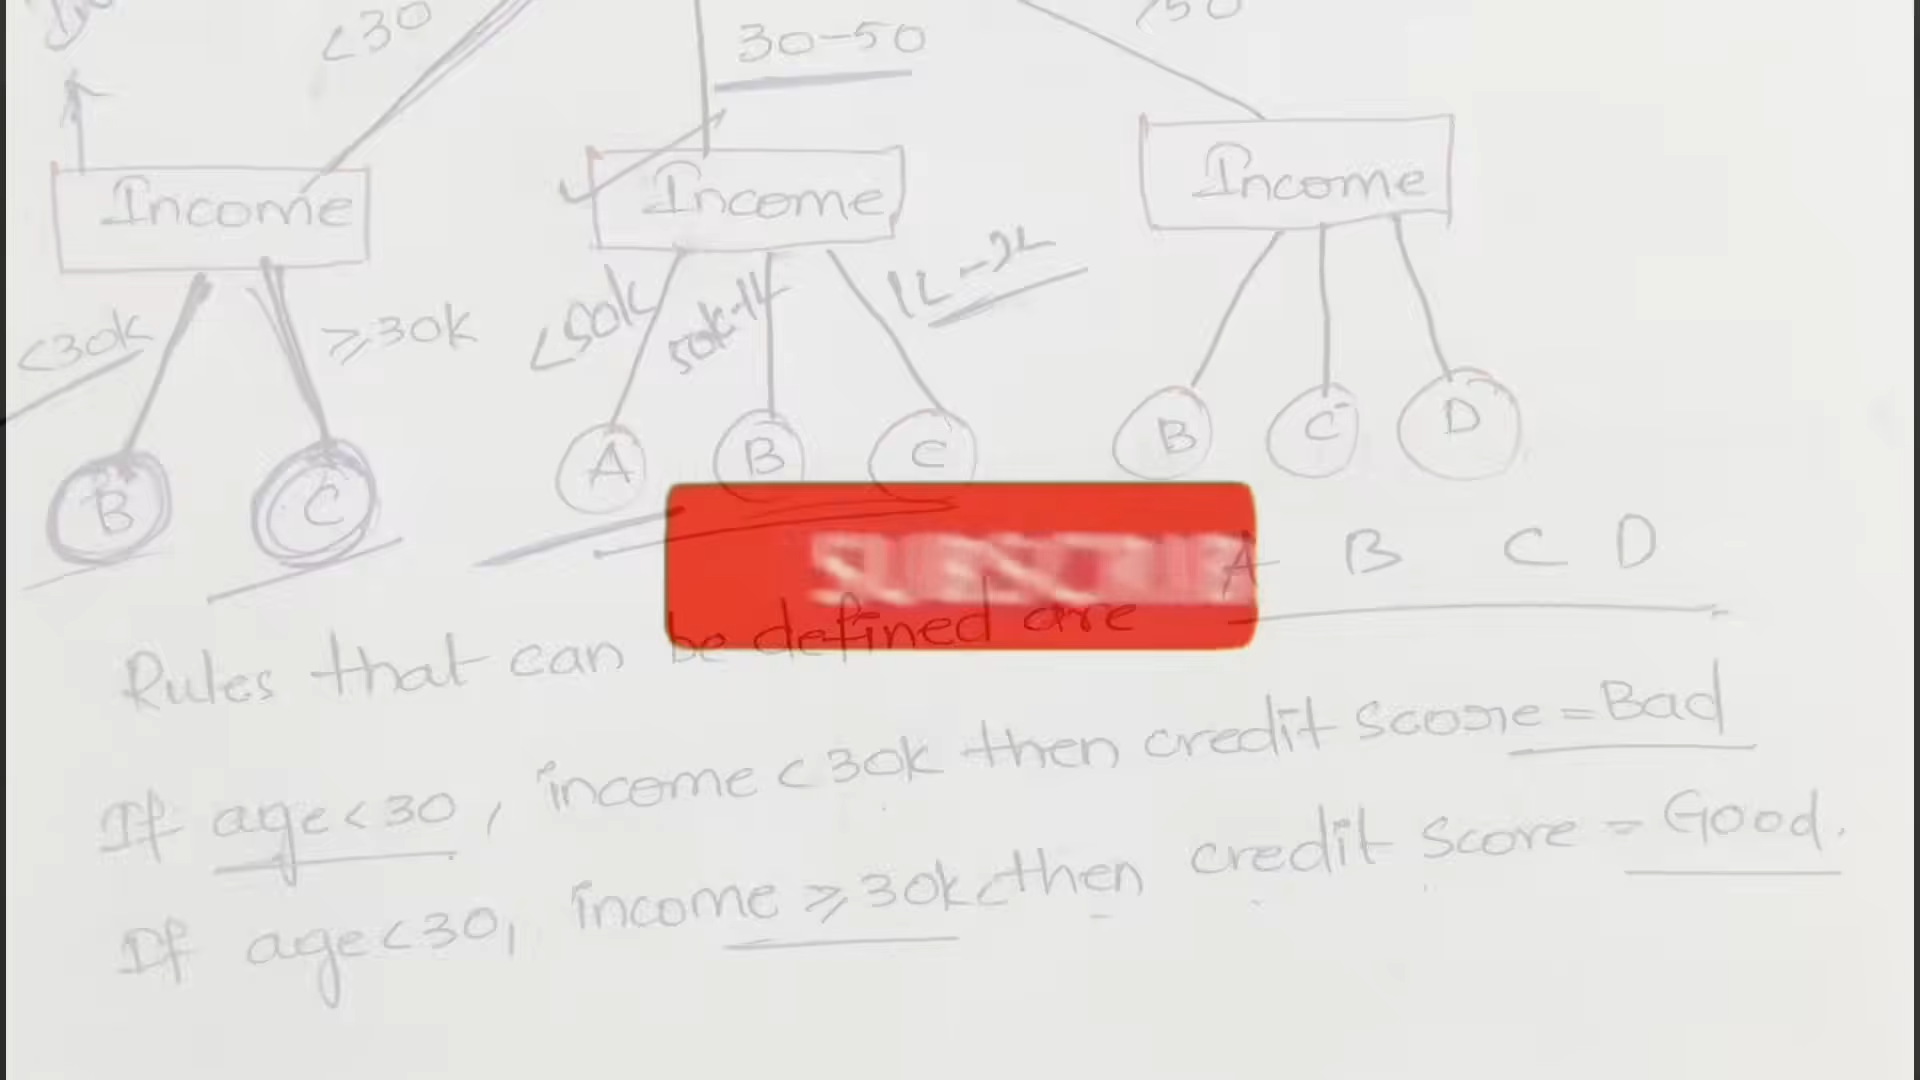 <30
30-50
Income
Income
Income
<30k
≥30k
<50k
50k-1L
1L-2L
B
C
A
B
C
B
C
D
SUBSCRIB
A B C D
Rules that can be defined are
If age<30, income<30k then credit score=Bad
If age<30, income≥30k then credit score=Good.